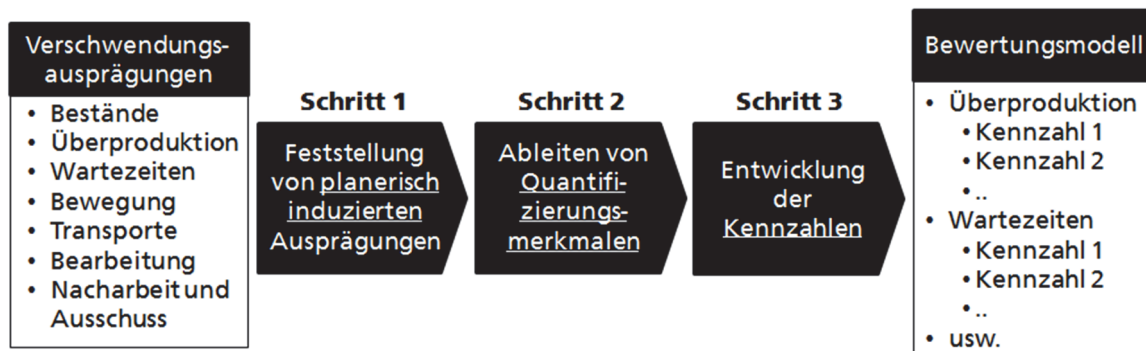 Verschwendungs-
ausprägungen
• Bestände
• Überproduktion
• Wartezeiten
• Bewegung
• Transporte
• Bearbeitung
• Nacharbeit und
Ausschuss
Schritt 1
Feststellung
von planerisch
induzierten
Ausprägungen
Schritt 2
Ableiten von
Quantifi-
zierungs-
merkmalen
Schritt 3
Entwicklung
der
Kennzahlen
Bewertungsmodell
• Überproduktion
• Kennzahl 1
• Kennzahl 2
• ..
• Wartezeiten
• Kennzahl 1
• Kennzahl 2
• ..
• usw.